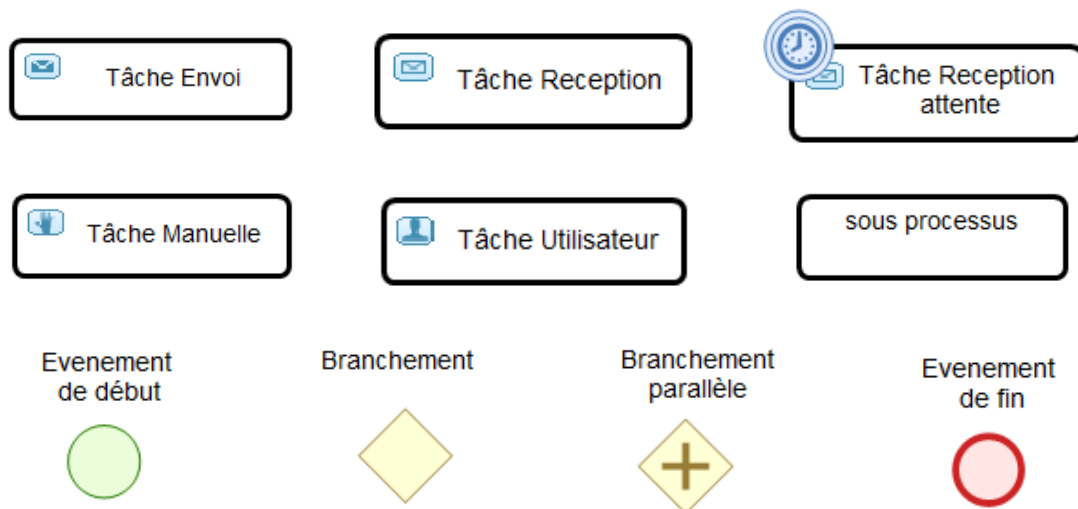 Tâche Envoi
Tâche Reception
Tâche Reception
attente
Tâche Manuelle
Tâche Utilisateur
sous processus
Evenement
de début
Branchement
Branchement
parallèle
Evenement
de fin